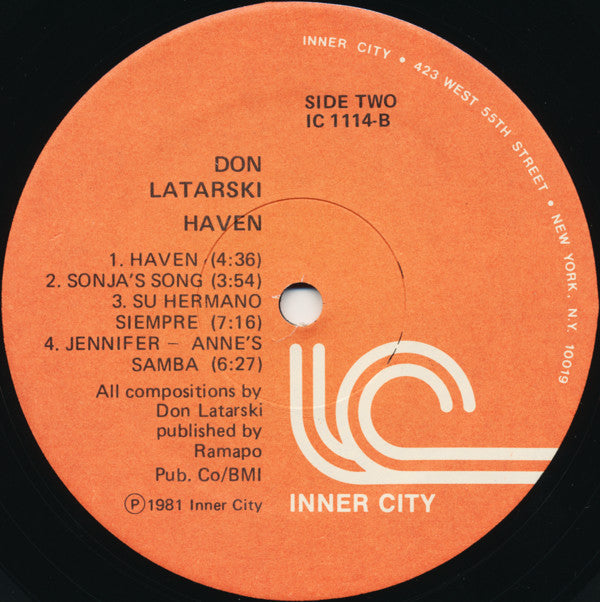 INNER CITY • 423 WEST 55TH STREET • NEW YORK, N.Y. 10019
SIDE TWO
IC 1114-B
DON
LATARSKI
HAVEN
1. HAVEN (4:36)
2. SONJA'S SONG (3:54)
3. SU HERMANO
SIEMPRE (7:16)
4. JENNIFER – ANNE'S
SAMBA (6:27)
All compositions by
Don Latarski
published by
Ramapo
Pub. Co/BMI
Ⓟ1981 Inner City
IC
INNER CITY